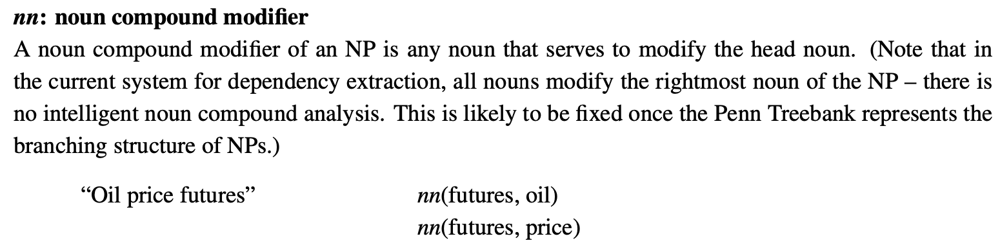 nn: noun compound modifier
A noun compound modifier of an NP is any noun that serves to modify the head noun. (Note that in
the current system for dependency extraction, all nouns modify the rightmost noun of the NP – there is
no intelligent noun compound analysis. This is likely to be fixed once the Penn Treebank represents the
branching structure of NPs.)
“Oil price futures” nn(futures, oil)
nn(futures, price)